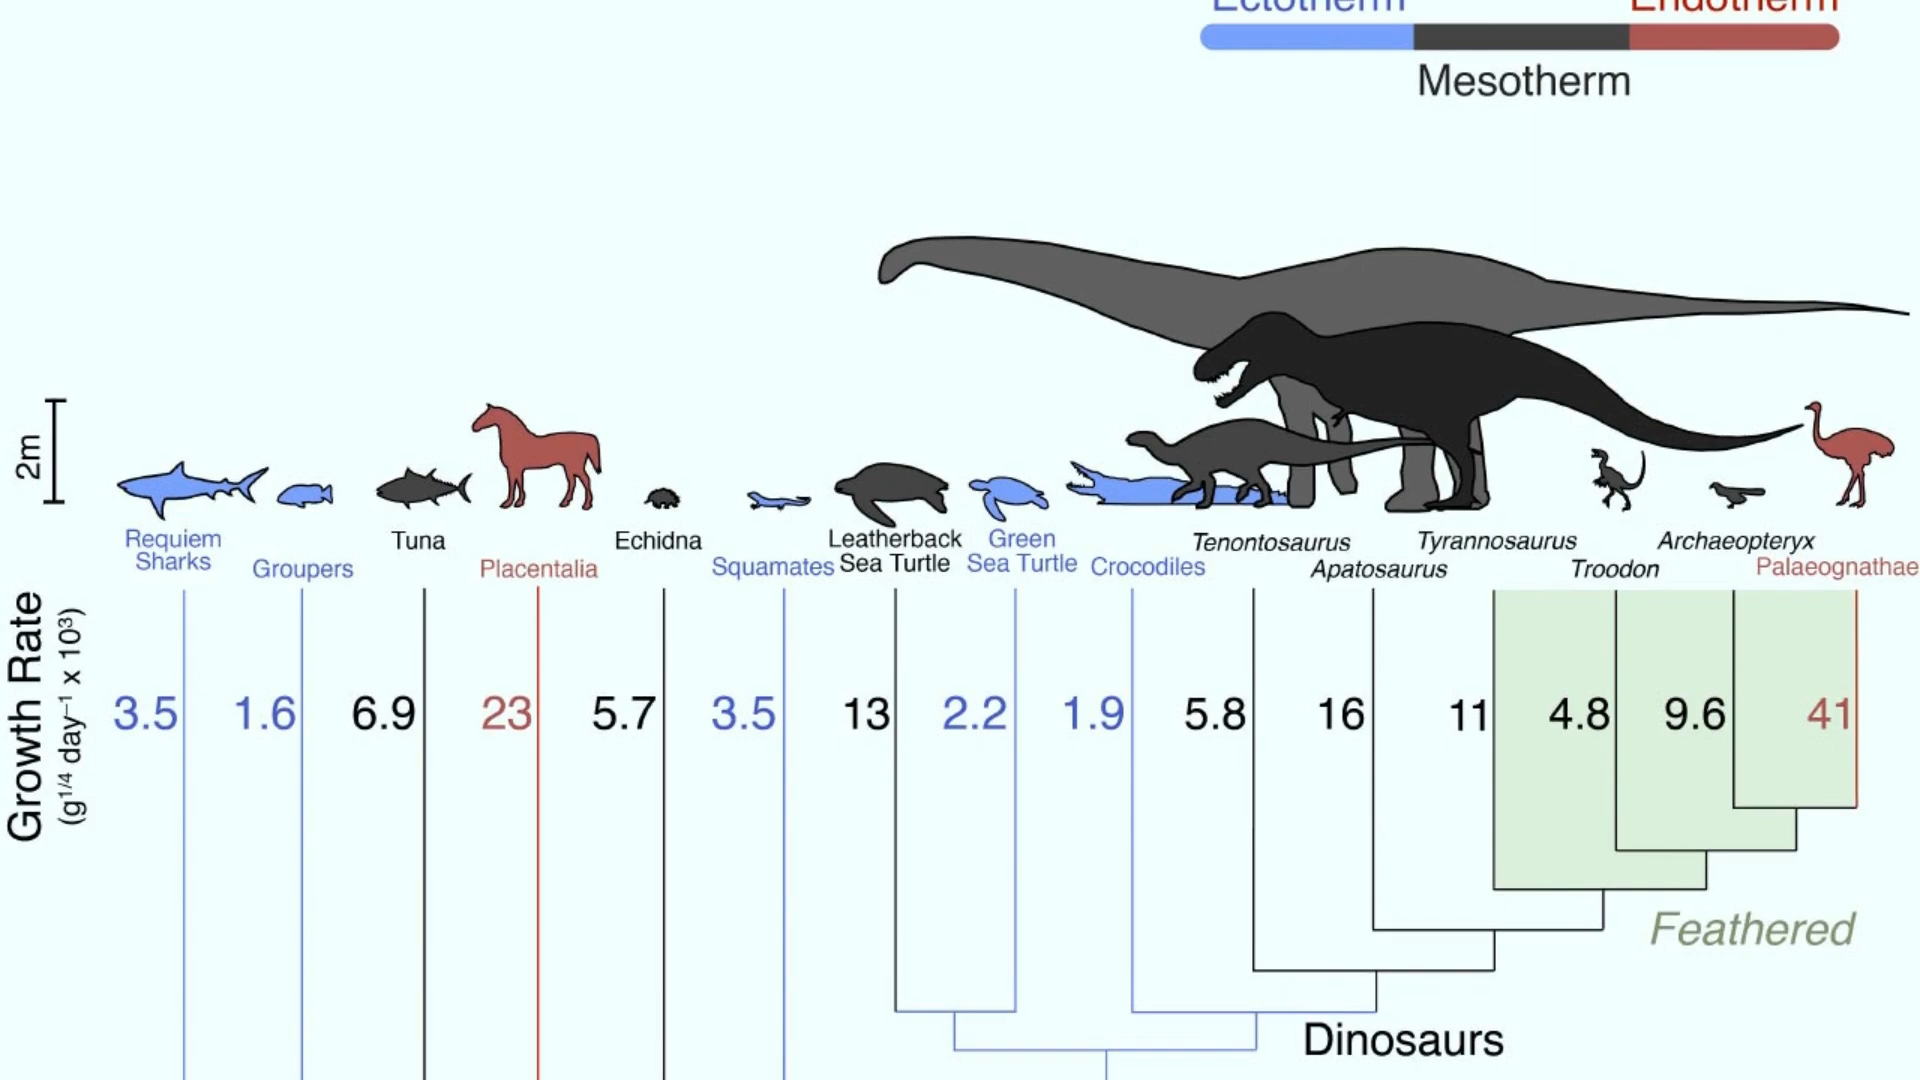 Ectotherm
Endotherm
Mesotherm
2m
Requiem
Sharks
Groupers
Tuna
Placentalia
Echidna
Squamates
Leatherback
Sea Turtle
Green
Sea Turtle
Crocodiles
Tenontosaurus
Apatosaurus
Tyrannosaurus
Troodon
Archaeopteryx
Palaeognathae
Growth Rate
(g¹/⁴ day⁻¹ x 10³)
3.5 1.6 6.9 23 5.7 3.5 13 2.2 1.9 5.8 16 11 4.8 9.6 41
Feathered
Dinosaurs